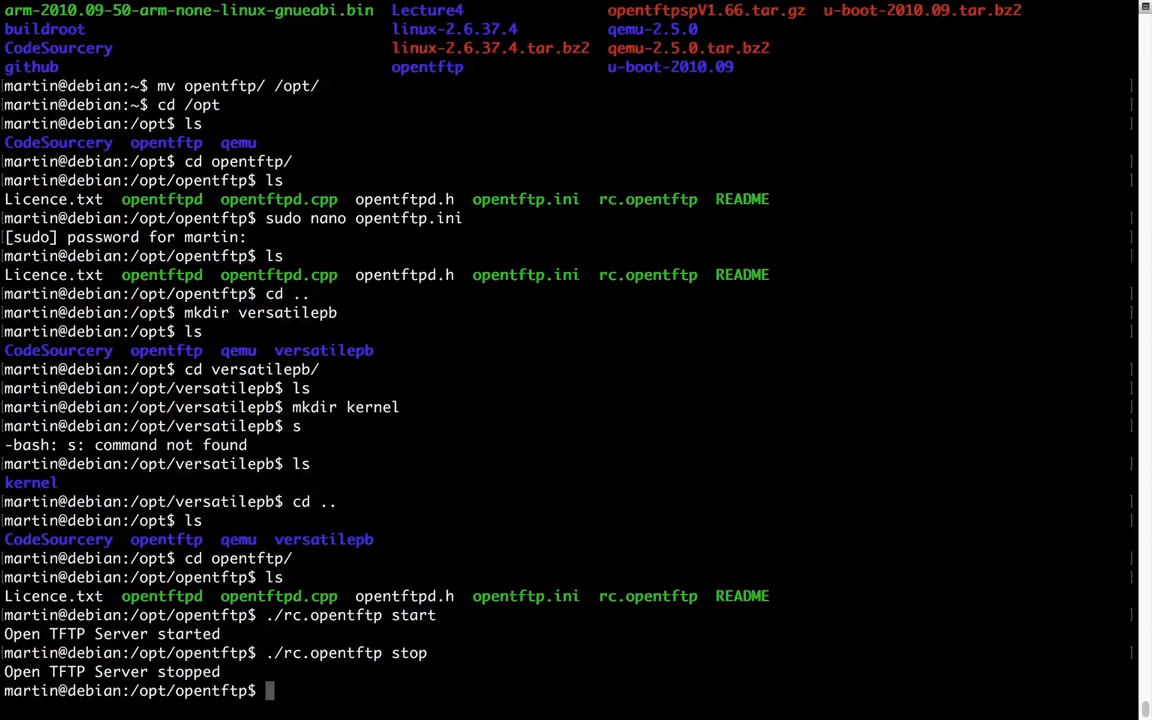 arm-2010.09-50-arm-none-linux-gnueabi.bin  Lecture4                opentftpspV1.66.tar.gz  u-boot-2010.09.tar.bz2
buildroot                                  linux-2.6.37.4          qemu-2.5.0
CodeSourcery                               linux-2.6.37.4.tar.bz2  qemu-2.5.0.tar.bz2
github                                     opentftp                u-boot-2010.09
[martin@debian:~$ mv opentftp/ /opt/ ]
[martin@debian:~$ cd /opt ]
[martin@debian:/opt$ ls ]
CodeSourcery  opentftp  qemu
[martin@debian:/opt$ cd opentftp/ ]
[martin@debian:/opt/opentftp$ ls ]
Licence.txt  opentftpd  opentftpd.cpp  opentftpd.h  opentftp.ini  rc.opentftp  README
[martin@debian:/opt/opentftp$ sudo nano opentftp.ini ]
[[sudo] password for martin: ]
[martin@debian:/opt/opentftp$ ls ]
Licence.txt  opentftpd  opentftpd.cpp  opentftpd.h  opentftp.ini  rc.opentftp  README
[martin@debian:/opt/opentftp$ cd .. ]
[martin@debian:/opt$ mkdir versatilepb ]
[martin@debian:/opt$ ls ]
CodeSourcery  opentftp  qemu  versatilepb
[martin@debian:/opt$ cd versatilepb/ ]
[martin@debian:/opt/versatilepb$ ls ]
[martin@debian:/opt/versatilepb$ mkdir kernel ]
[martin@debian:/opt/versatilepb$ s ]
-bash: s: command not found
[martin@debian:/opt/versatilepb$ ls ]
kernel
[martin@debian:/opt/versatilepb$ cd .. ]
[martin@debian:/opt$ ls ]
CodeSourcery  opentftp  qemu  versatilepb
[martin@debian:/opt$ cd opentftp/ ]
[martin@debian:/opt/opentftp$ ls ]
Licence.txt  opentftpd  opentftpd.cpp  opentftpd.h  opentftp.ini  rc.opentftp  README
[martin@debian:/opt/opentftp$ ./rc.opentftp start ]
Open TFTP Server started
[martin@debian:/opt/opentftp$ ./rc.opentftp stop ]
Open TFTP Server stopped
martin@debian:/opt/opentftp$